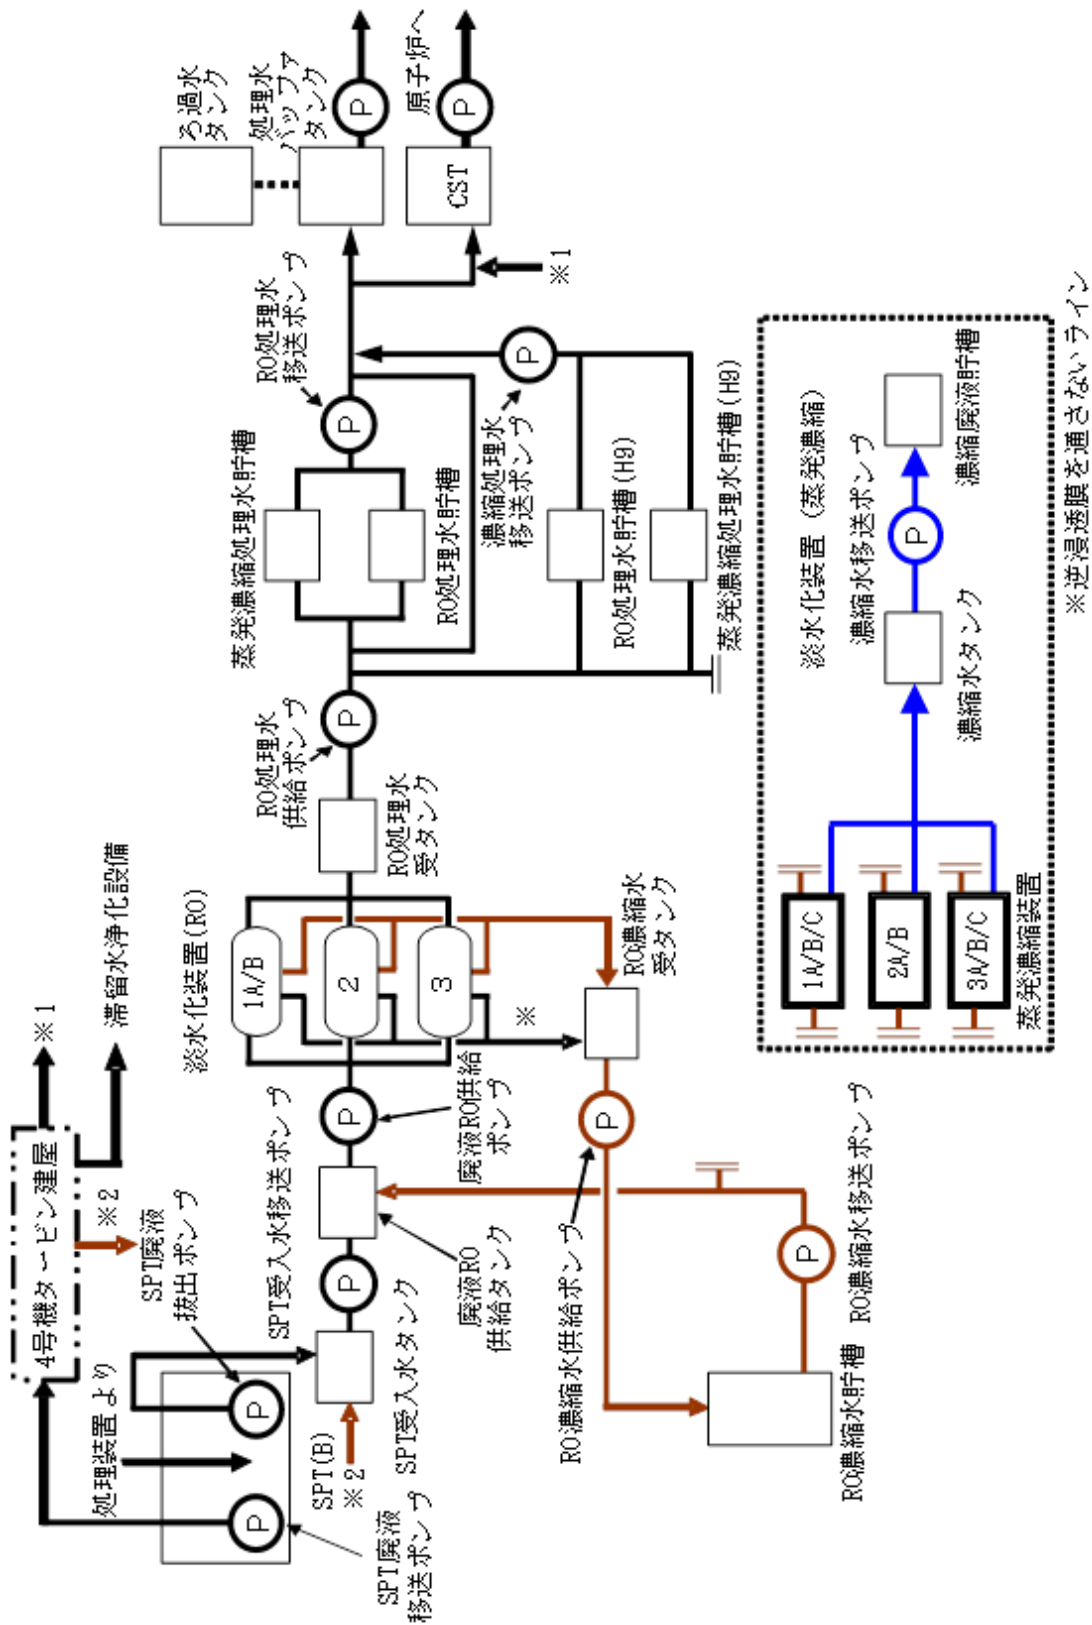 4号機タービン建屋
※1
滞留水浄化設備
※2
処理装置より
SPT廃液
抜出ポンプ
P
P
SPT廃液
移送ポンプ
SPT(B)
※2
SPT受入水タンク
P
SPT受入水移送ポンプ
廃液RO
供給タンク
P
廃液RO供給
ポンプ
淡水化装置(RO)
1A/B
2
3
※
RO処理水
受タンク
RO処理水
供給ポンプ
P
蒸発濃縮処理水貯槽
RO処理水貯槽
RO処理水
移送ポンプ
P
濃縮処理水
移送ポンプ
P
RO処理水貯槽(H9)
蒸発濃縮処理水貯槽(H9)
ろ過水
タンク
処理水
バッファ
タンク
P
原子炉へ
CST
P
※1
RO濃縮水
受タンク
P
RO濃縮水供給ポンプ
RO濃縮水貯槽
P
RO濃縮水移送ポンプ
淡水化装置(蒸発濃縮)
1A/B/C
2A/B
3A/B/C
蒸発濃縮装置
濃縮水タンク
濃縮水移送ポンプ
P
濃縮廃液貯槽
※逆浸透膜を通さないライン